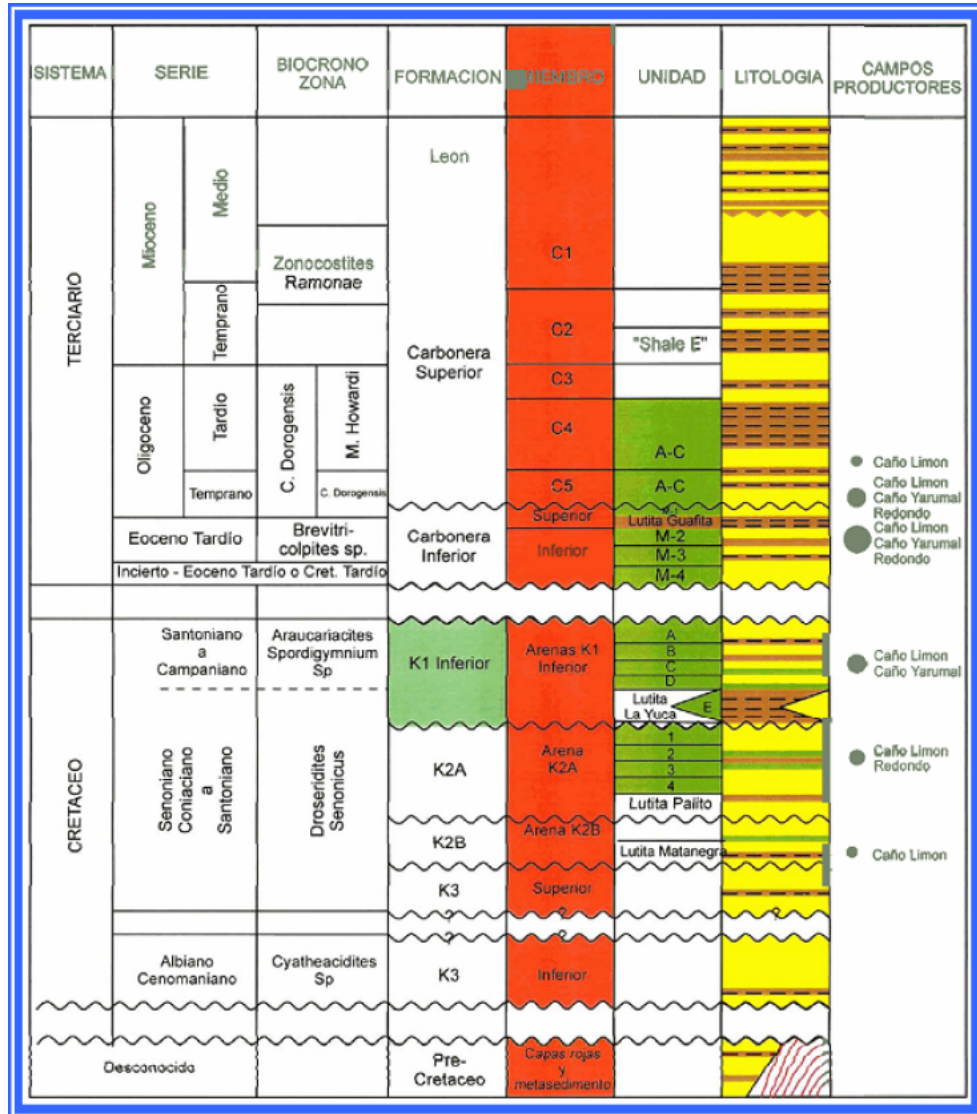 SISTEMA
SERIE
BIOCRONO
ZONA
FORMACION
MIEMBRO
UNIDAD
LITOLOGIA
CAMPOS
PRODUCTORES
TERCIARIO
Mioceno
Medio
Temprano
Zonocostites
Ramonae
Leon
C1
C2
"Shale E"
Carbonera
Superior
C3
Oligoceno
Tardío
Temprano
C. Dorogensis
M. Howardi
C. Dorogensis
C4
A-C
C5
A-C
Caño Limon
Caño Limon
Caño Yarumal
Redondo
Eoceno Tardío
Brevitri-
colpites sp.
Carbonera
Inferior
Superior
Inferior
Lutita Guafita
M-2
M-3
M-4
Caño Limon
Caño Yarumal
Redondo
Incierto - Eoceno Tardío o Cret. Tardío
CRETACEO
Santoniano
a
Campaniano
Araucariacites
Spordigymnium
Sp
K1 Inferior
Arenas K1
Inferior
A
B
C
D
Lutita
La Yuca
E
Caño Limon
Caño Yarumal
Senoniano
Coniaciano
a
Santoniano
Droseridites
Senonicus
K2A
Arena
K2A
1
2
3
4
Lutita Palito
Caño Limon
Redondo
K2B
Arena K2B
Lutita Matanegra
Caño Limon
K3
Superior
?
?
?
?
?
Albiano
Cenomaniano
Cyatheacidites
Sp
K3
Inferior
Desconocido
Pre-
Cretaceo
Capas rojas
y
metasedimento